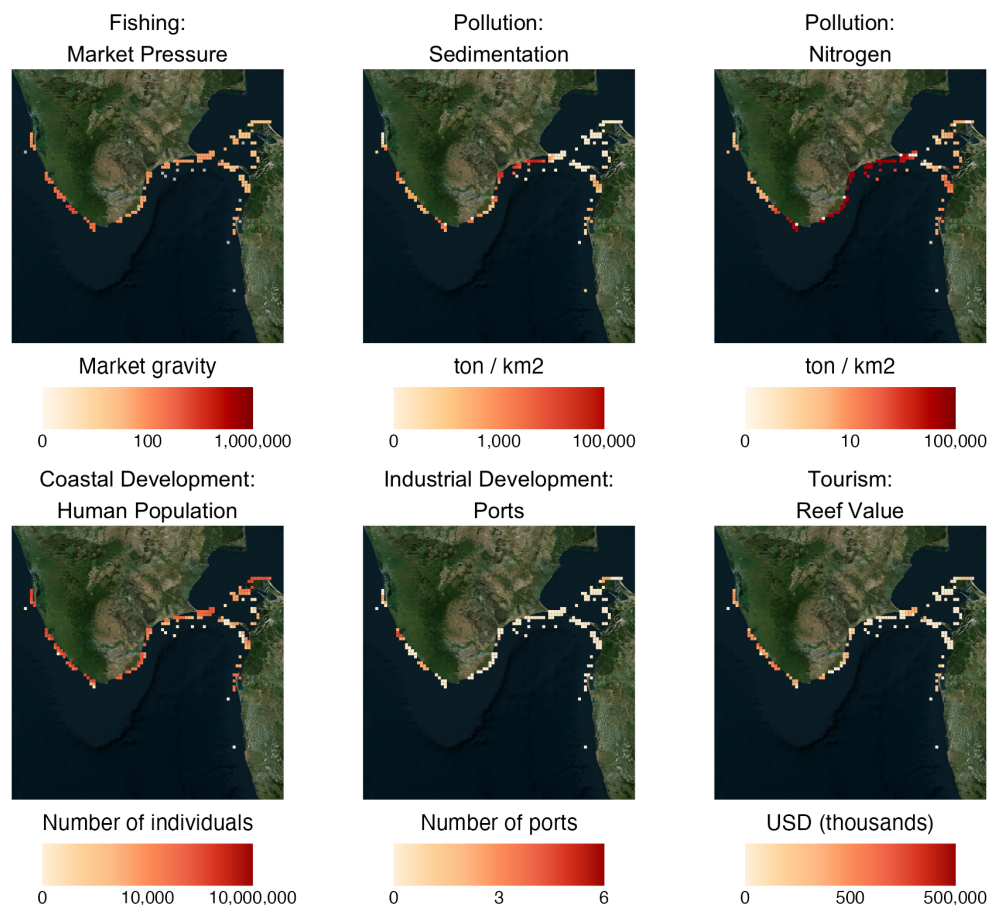 Fishing:
Market Pressure
Pollution:
Sedimentation
Pollution:
Nitrogen
Market gravity
0 100 1,000,000
ton / km2
0 1,000 100,000
ton / km2
0 10 100,000
Coastal Development:
Human Population
Industrial Development:
Ports
Tourism:
Reef Value
Number of individuals
0 10,000 10,000,000
Number of ports
0 3 6
USD (thousands)
0 500 500,000